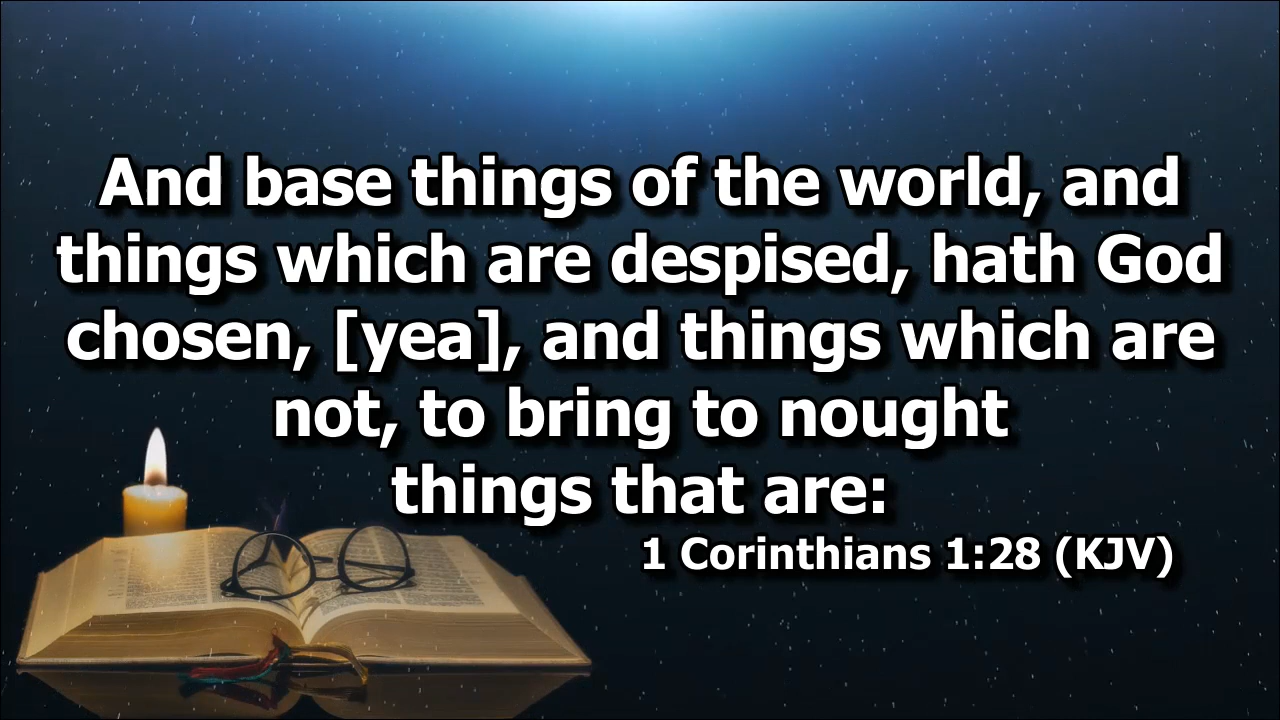 And base things of the world, and
things which are despised, hath God
chosen, [yea], and things which are
not, to bring to nought
things that are:
1 Corinthians 1:28 (KJV)